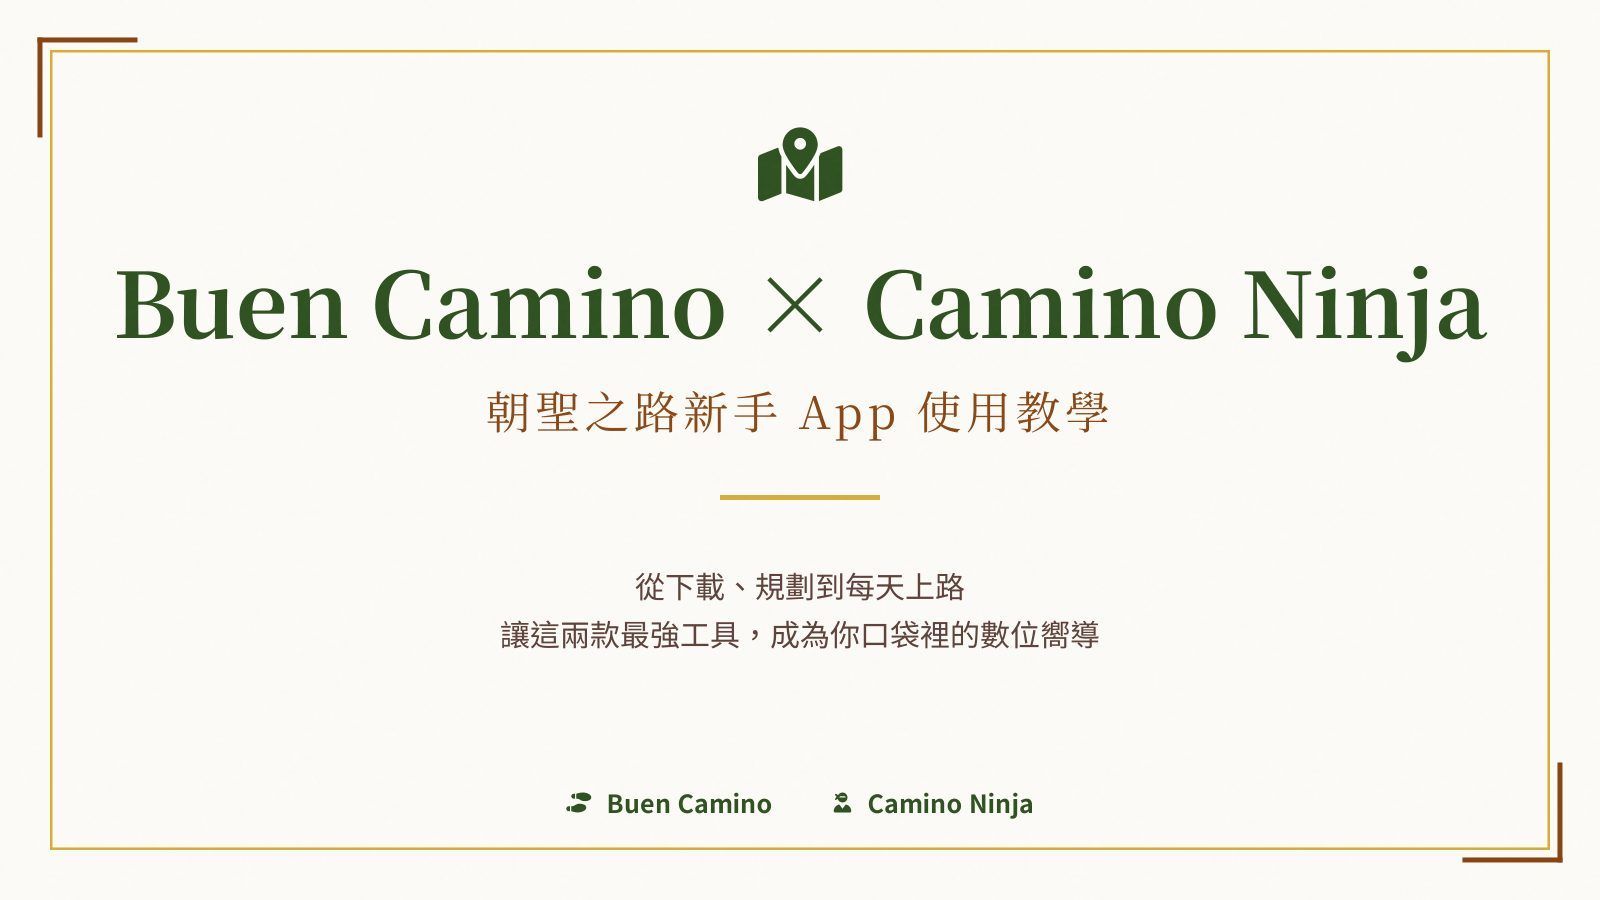 Buen Camino × Camino Ninja
朝聖之路新手 App 使用教學
從下載、規劃到每天上路
讓這兩款最強工具，成為你口袋裡的數位嚮導
Buen Camino
Camino Ninja